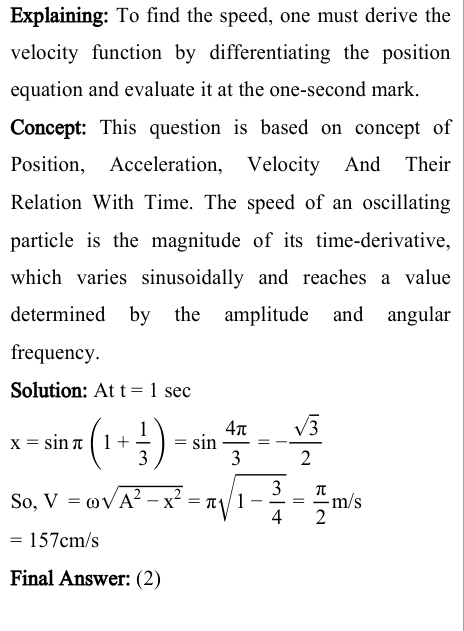 Explaining: To find the speed, one must derive the
velocity function by differentiating the position
equation and evaluate it at the one-second mark.
Concept: This question is based on concept of
Position, Acceleration, Velocity And Their
Relation With Time. The speed of an oscillating
particle is the magnitude of its time-derivative,
which varies sinusoidally and reaches a value
determined by the amplitude and angular
frequency.
Solution: At t = 1 sec
x = sin π (1 + 1/3) = sin 4π/3 = −√3/2
So, V = ω√(A² − x²) = π√(1 − 3/4) = π/2 m/s
= 157cm/s
Final Answer: (2)